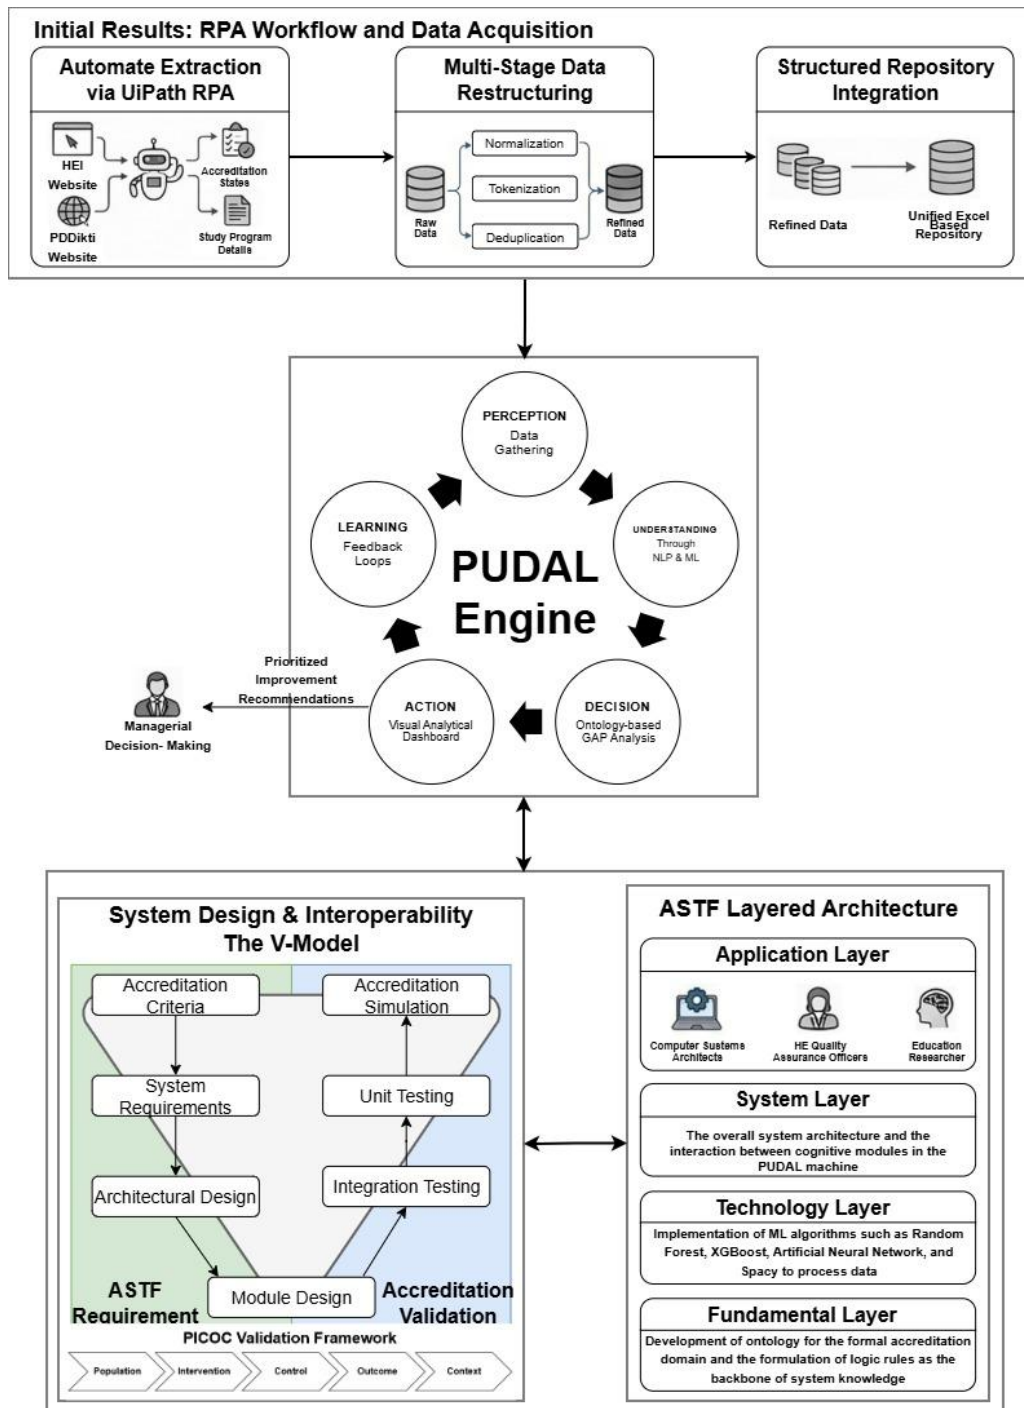 Initial Results: RPA Workflow and Data Acquisition
Automate Extraction
via UiPath RPA
HEI
Website
PDDikti
Website
Accreditation
States
Study Program
Details
Multi-Stage Data
Restructuring
Raw
Data
Normalization
Tokenization
Deduplication
Refined
Data
Structured Repository
Integration
Refined Data
Unified Excel
Based
Repository
PERCEPTION
Data
Gathering
LEARNING
Feedback
Loops
UNDERSTANDING
Through
NLP & ML
PUDAL
Engine
ACTION
Visual Analytical
Dashboard
DECISION
Ontology-based
GAP Analysis
Prioritized
Improvement
Recommendations
Managerial
Decision- Making
System Design & Interoperability
The V-Model
Accreditation
Criteria
System
Requirements
Architectural Design
Module Design
Integration Testing
Unit Testing
Accreditation
Simulation
ASTF
Requirement
Accreditation
Validation
PICOC Validation Framework
Population
Intervention
Control
Outcome
Context
ASTF Layered Architecture
Application Layer
Computer Sustems
Architects
HE Quality
Assurance Officers
Education
Researcher
System Layer
The overall system architecture and the
interaction between cognitive modules in the
PUDAL machine
Technology Layer
Implementation of ML algorithms such as Random
Forest, XGBoost, Artificial Neural Network, and
Spacy to process data
Fundamental Layer
Development of ontology for the formal accreditation
domain and the formulation of logic rules as the
backbone of system knowledge